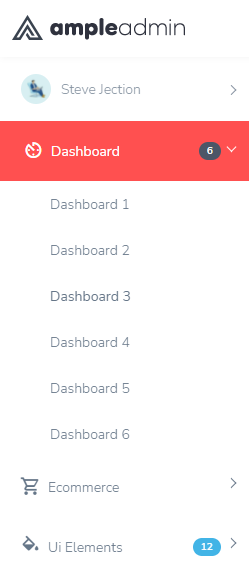 ampleadmin
Steve Jection
Dashboard 6
Dashboard 1
Dashboard 2
Dashboard 3
Dashboard 4
Dashboard 5
Dashboard 6
Ecommerce
Ui Elements 12